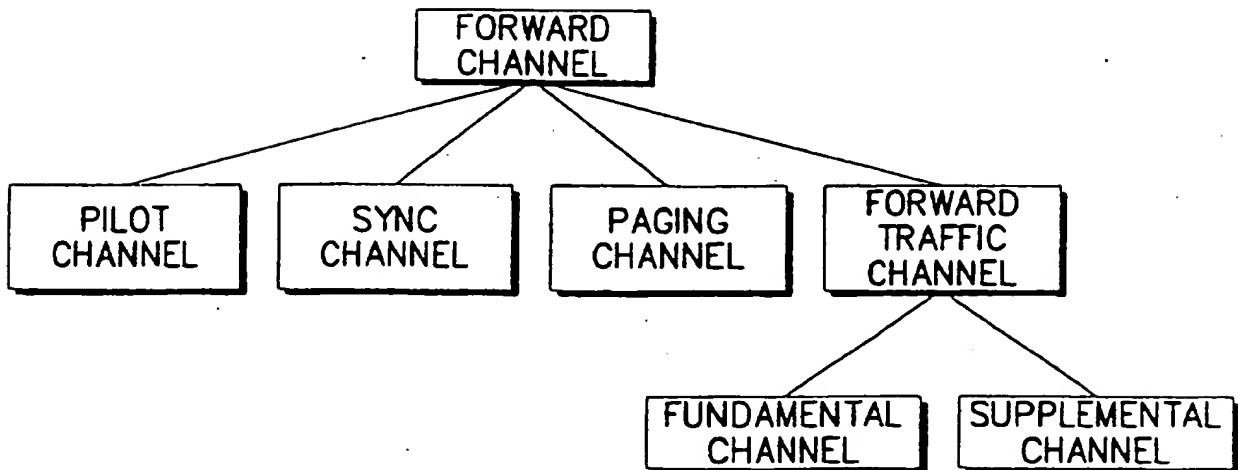 FORWARD
CHANNEL
PILOT
CHANNEL
SYNC
CHANNEL
PAGING
CHANNEL
FORWARD
TRAFFIC
CHANNEL
FUNDAMENTAL
CHANNEL
SUPPLEMENTAL
CHANNEL